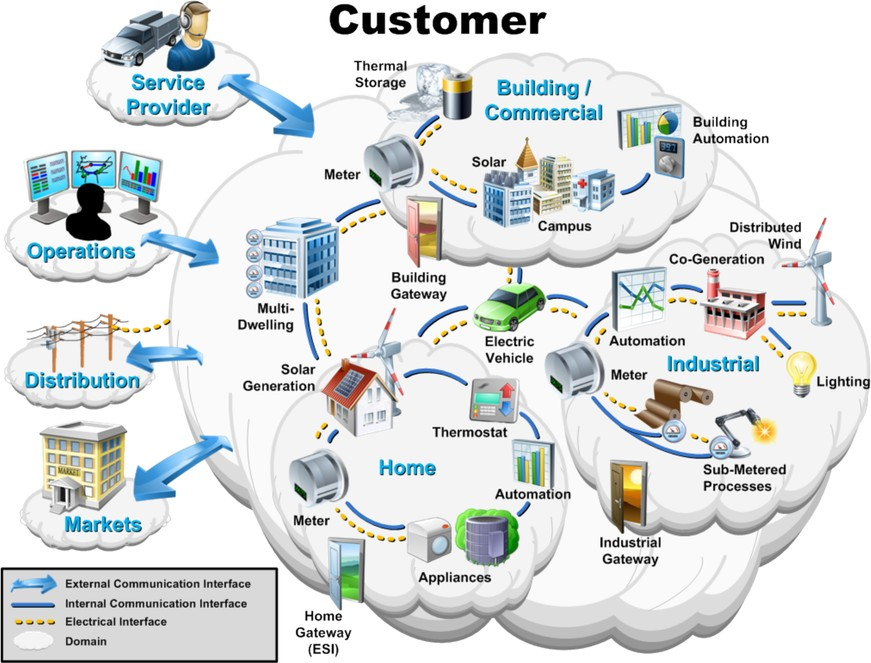 Customer
Service
Provider
Thermal
Storage
Building /
Commercial
Building
Automation
Meter
Solar
Campus
Operations
Multi-
Dwelling
Building
Gateway
Distributed
Wind
Co-Generation
Electric
Vehicle
Automation
Industrial
Meter
Lighting
Distribution
Solar
Generation
Thermostat
Home
Automation
Sub-Metered
Processes
MARKET
Markets
Meter
Appliances
Industrial
Gateway
Home
Gateway
(ESI)
External Communication Interface
Internal Communication Interface
Electrical Interface
Domain